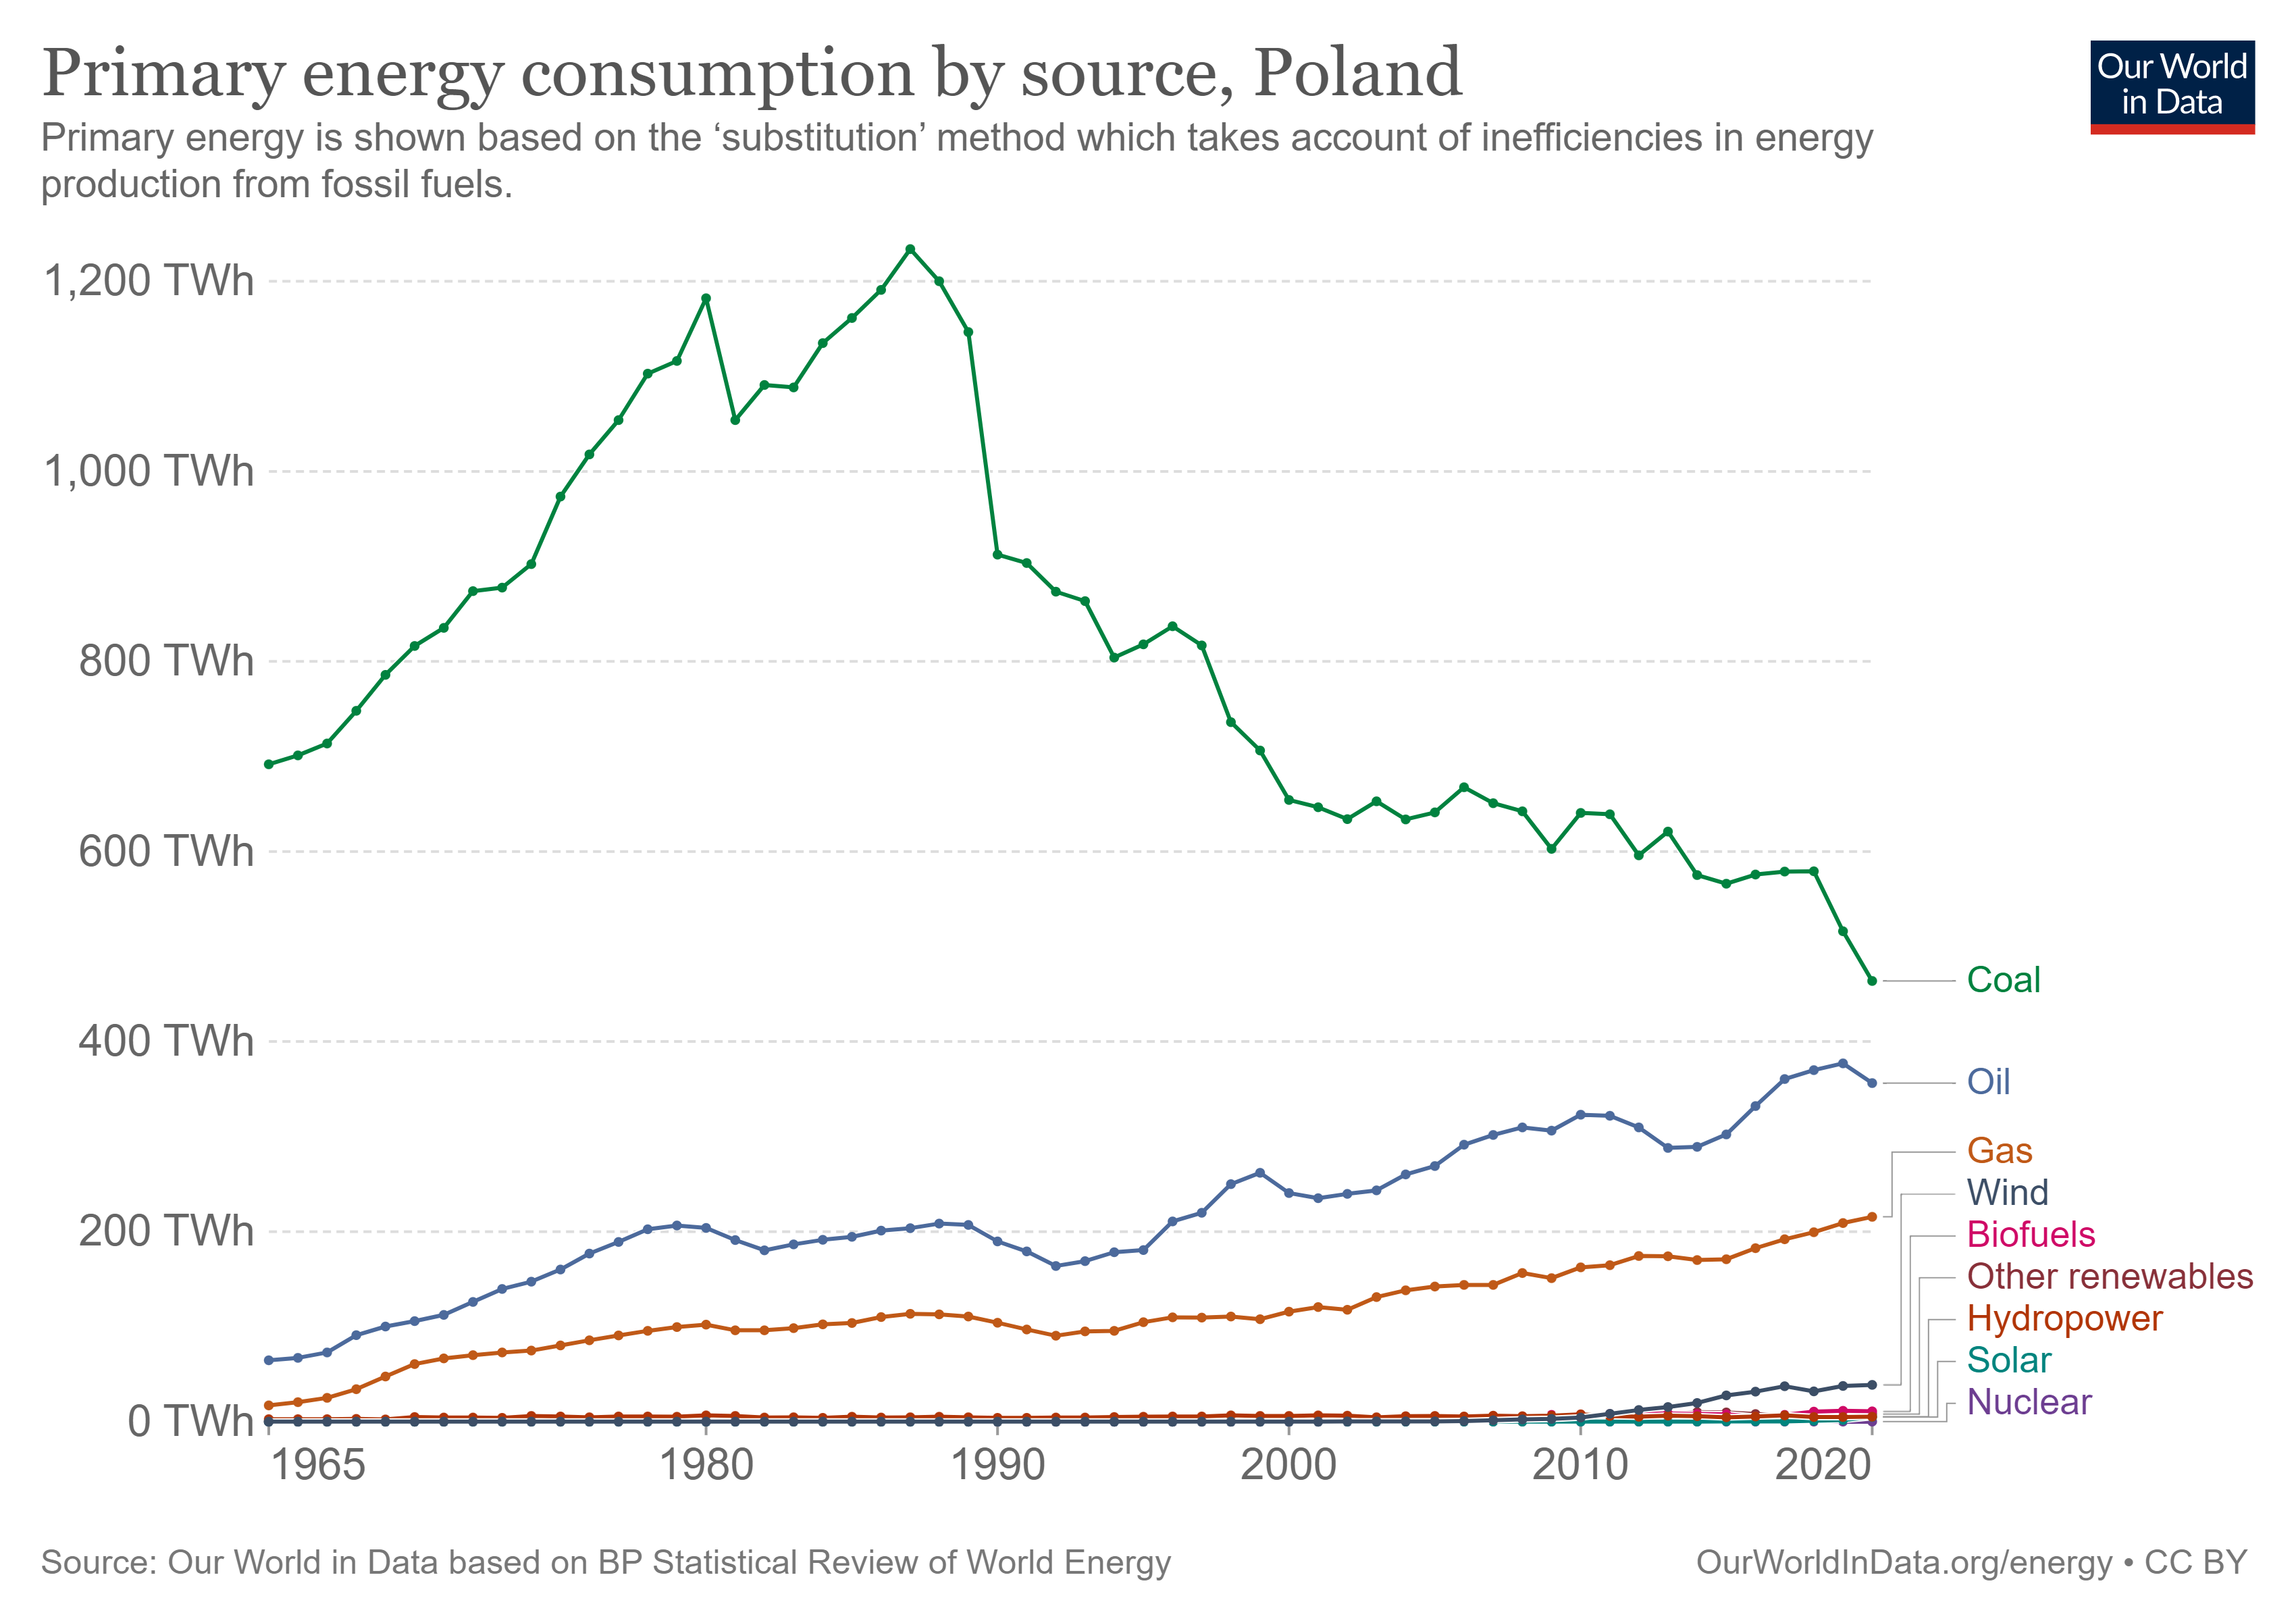 Primary energy consumption by source, Poland
Our World
in Data
Primary energy is shown based on the ‘substitution’ method which takes account of inefficiencies in energy
production from fossil fuels.
1,200 TWh
1,000 TWh
800 TWh
600 TWh
400 TWh
200 TWh
0 TWh
Coal
Oil
Gas
Wind
Biofuels
Other renewables
Hydropower
Solar
Nuclear
1965 1980 1990 2000 2010 2020
Source: Our World in Data based on BP Statistical Review of World Energy
OurWorldInData.org/energy • CC BY